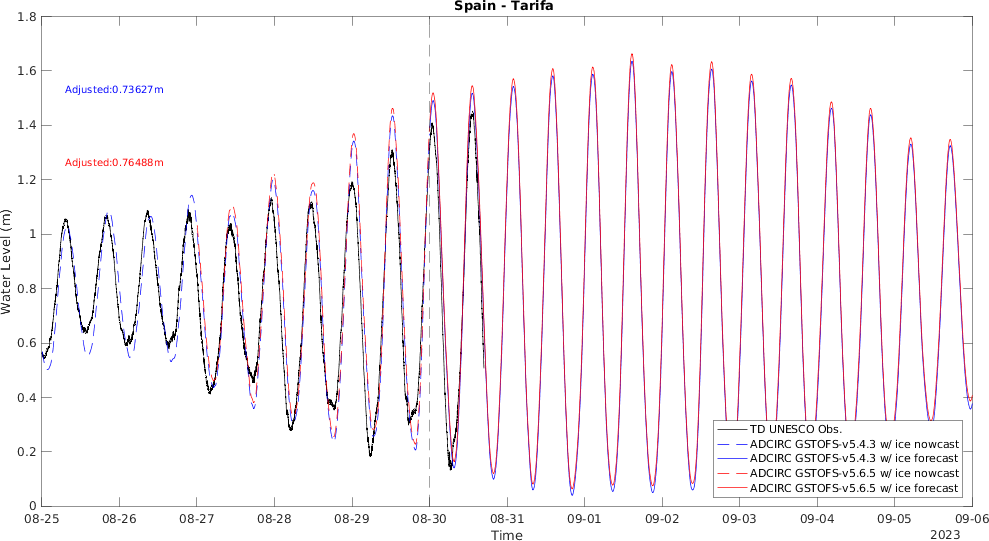 Spain - Tarifa
1.8
1.6
1.4
1.2
1
0.8
0.6
0.4
0.2
0
Water Level (m)
Adjusted:0.73627m
Adjusted:0.76488m
TD UNESCO Obs.
ADCIRC GSTOFS-v5.4.3 w/ ice nowcast
ADCIRC GSTOFS-v5.4.3 w/ ice forecast
ADCIRC GSTOFS-v5.6.5 w/ ice nowcast
ADCIRC GSTOFS-v5.6.5 w/ ice forecast
08-25 08-26 08-27 08-28 08-29 08-30 08-31 09-01 09-02 09-03 09-04 09-05 09-06
Time
2023